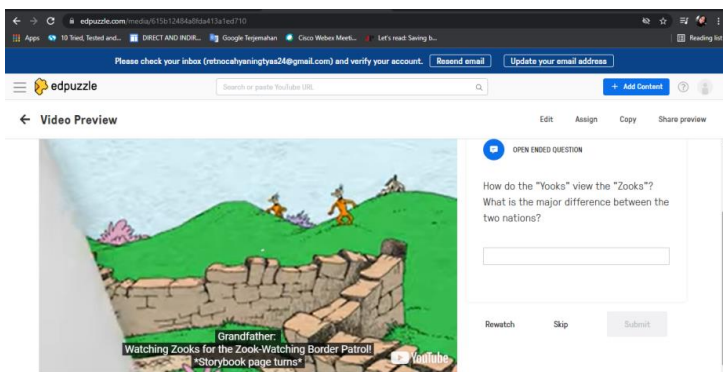 edpuzzle.com/media/615b12484a8fda413a1ed710
Apps
10 Tried, Tested and...
DIRECT AND INDIR...
Google Terjemahan
Cisco Webex Meeti...
Let's read: Saving b...
Reading list
Please check your inbox (retnocahyaningtyas24@gmail.com) and verify your account.
Resend email
Update your email address
edpuzzle
Search or paste YouTube URL
+ Add Content
Video Preview
Edit
Assign
Copy
Share preview
OPEN ENDED QUESTION
How do the "Yooks" view the "Zooks"?
What is the major difference between the
two nations?
Grandfather:
Watching Zooks for the Zook-Watching Border Patrol!
*Storybook page turns*
YouTube
Rewatch
Skip
Submit